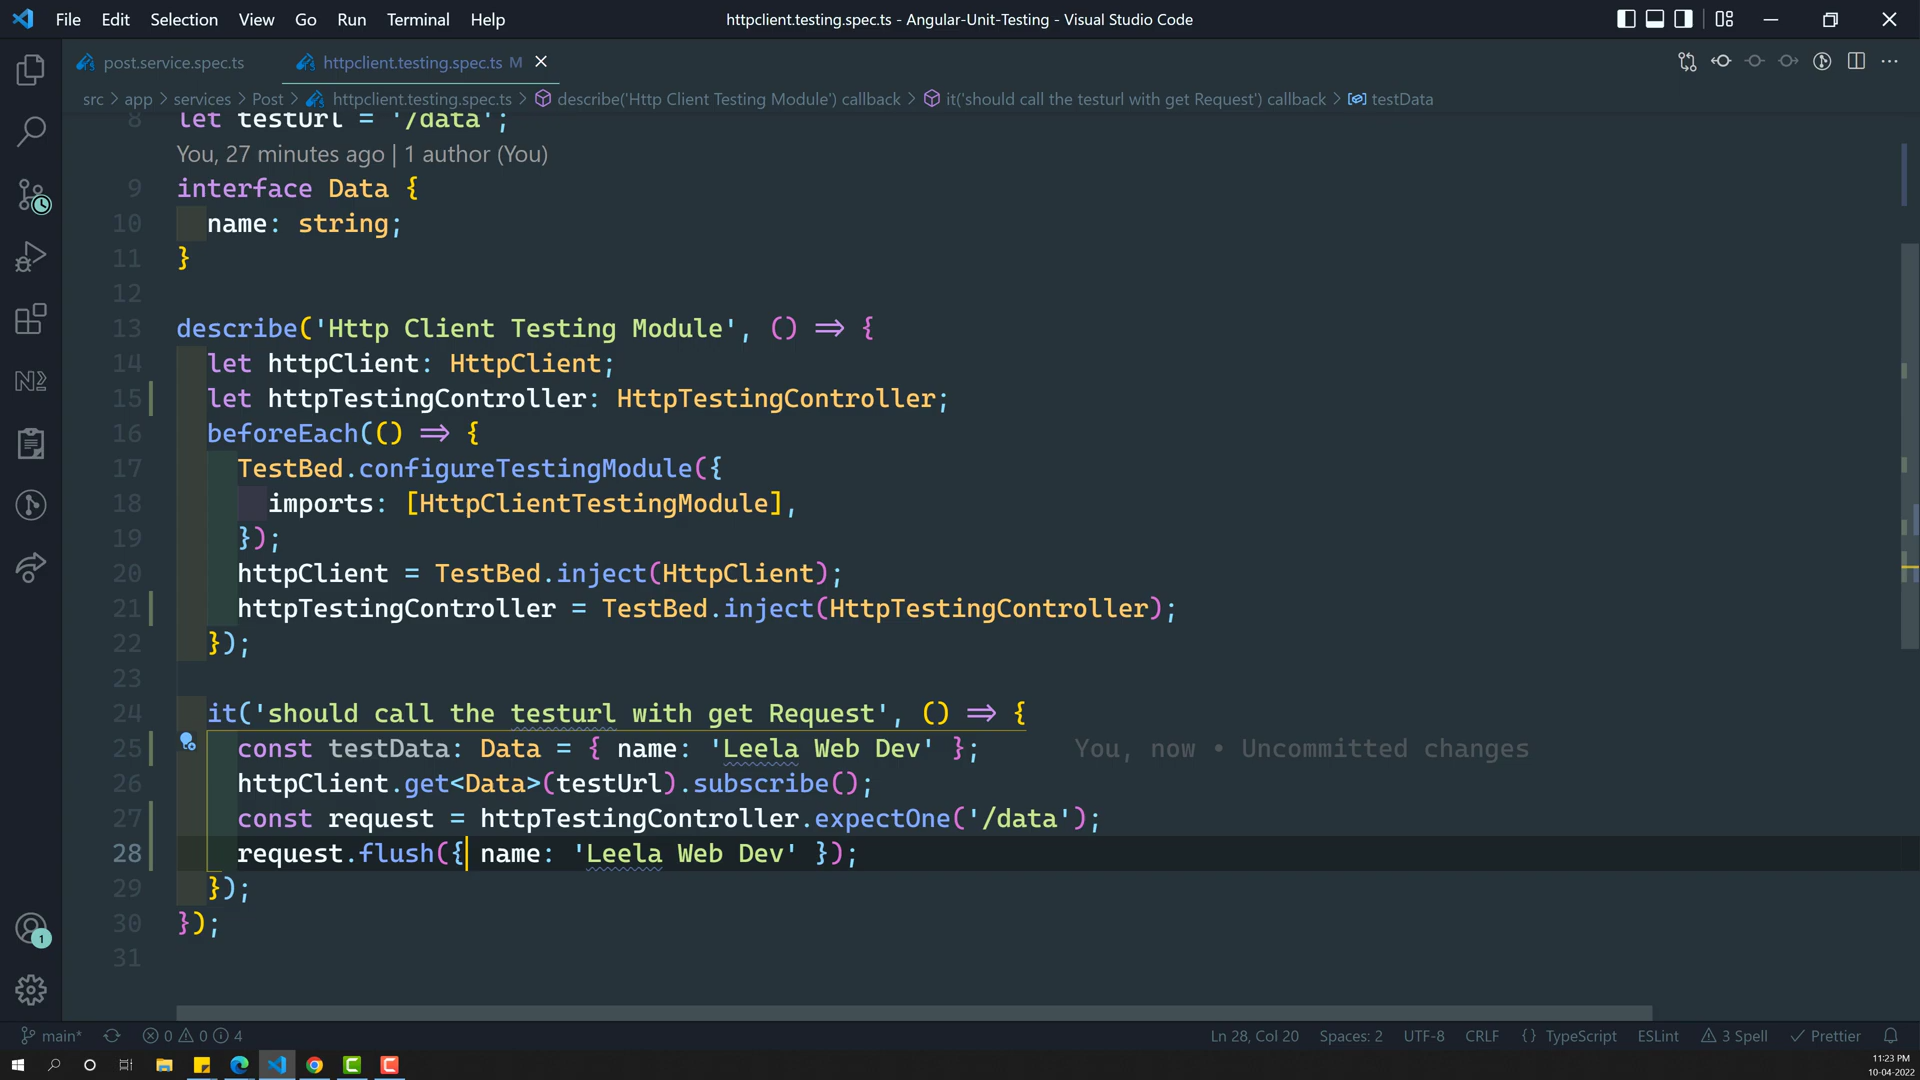 File Edit Selection View Go Run Terminal Help httpclient.testing.spec.ts - Angular-Unit-Testing - Visual Studio Code
post.service.spec.ts httpclient.testing.spec.ts M
src > app > services > Post > httpclient.testing.spec.ts > describe('Http Client Testing Module') callback > it('should call the testurl with get Request') callback > testData
8 let testUrl = '/data';
You, 27 minutes ago | 1 author (You)
9 interface Data {
10 name: string;
11 }
12
13 describe('Http Client Testing Module', () => {
14 let httpClient: HttpClient;
15 let httpTestingController: HttpTestingController;
16 beforeEach(() => {
17 TestBed.configureTestingModule({
18 imports: [HttpClientTestingModule],
19 });
20 httpClient = TestBed.inject(HttpClient);
21 httpTestingController = TestBed.inject(HttpTestingController);
22 });
23
24 it('should call the testurl with get Request', () => {
25 const testData: Data = { name: 'Leela Web Dev' }; You, now • Uncommitted changes
26 httpClient.get<Data>(testUrl).subscribe();
27 const request = httpTestingController.expectOne('/data');
28 request.flush({ name: 'Leela Web Dev' });
29 });
30 });
31
1
main* 0 0 4 Ln 28, Col 20 Spaces: 2 UTF-8 CRLF {} TypeScript ESLint 3 Spell Prettier
11:23 PM
10-04-2022